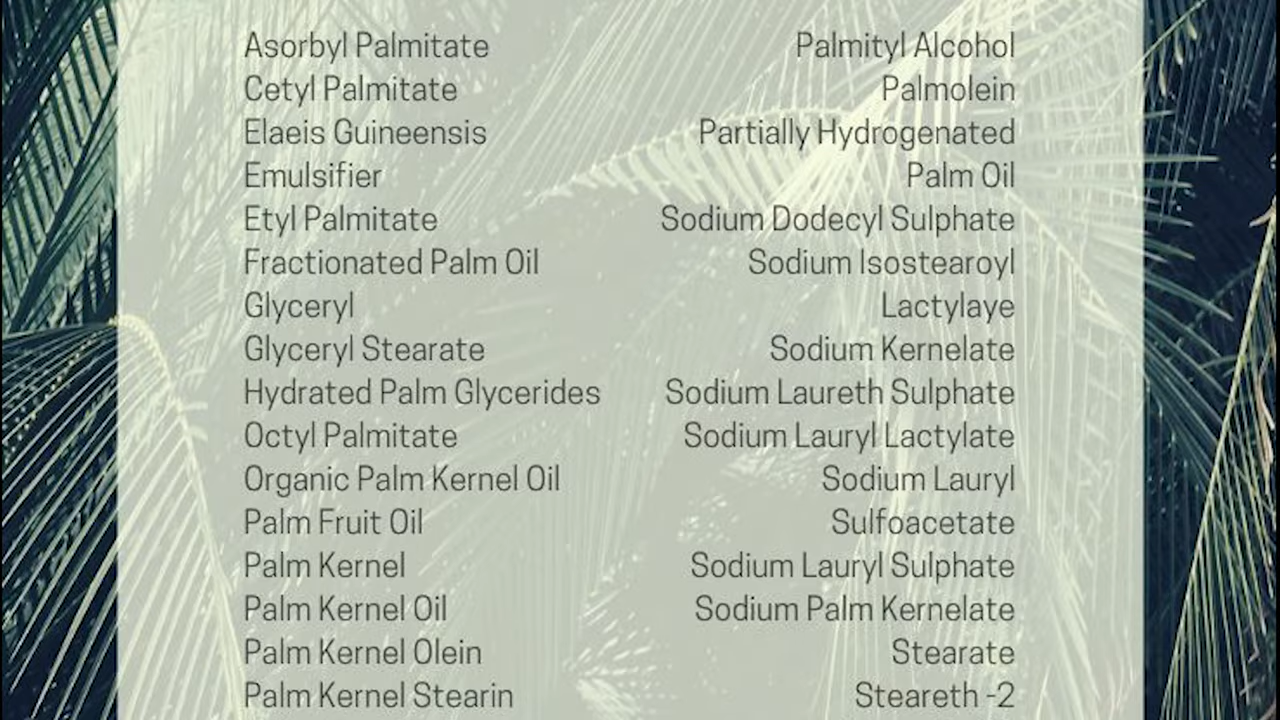 Asorbyl Palmitate
Cetyl Palmitate
Elaeis Guineensis
Emulsifier
Etyl Palmitate
Fractionated Palm Oil
Glyceryl
Glyceryl Stearate
Hydrated Palm Glycerides
Octyl Palmitate
Organic Palm Kernel Oil
Palm Fruit Oil
Palm Kernel
Palm Kernel Oil
Palm Kernel Olein
Palm Kernel Stearin
Palmityl Alcohol
Palmolein
Partially Hydrogenated
Palm Oil
Sodium Dodecyl Sulphate
Sodium Isostearoyl
Lactylaye
Sodium Kernelate
Sodium Laureth Sulphate
Sodium Lauryl Lactylate
Sodium Lauryl
Sulfoacetate
Sodium Lauryl Sulphate
Sodium Palm Kernelate
Stearate
Steareth -2